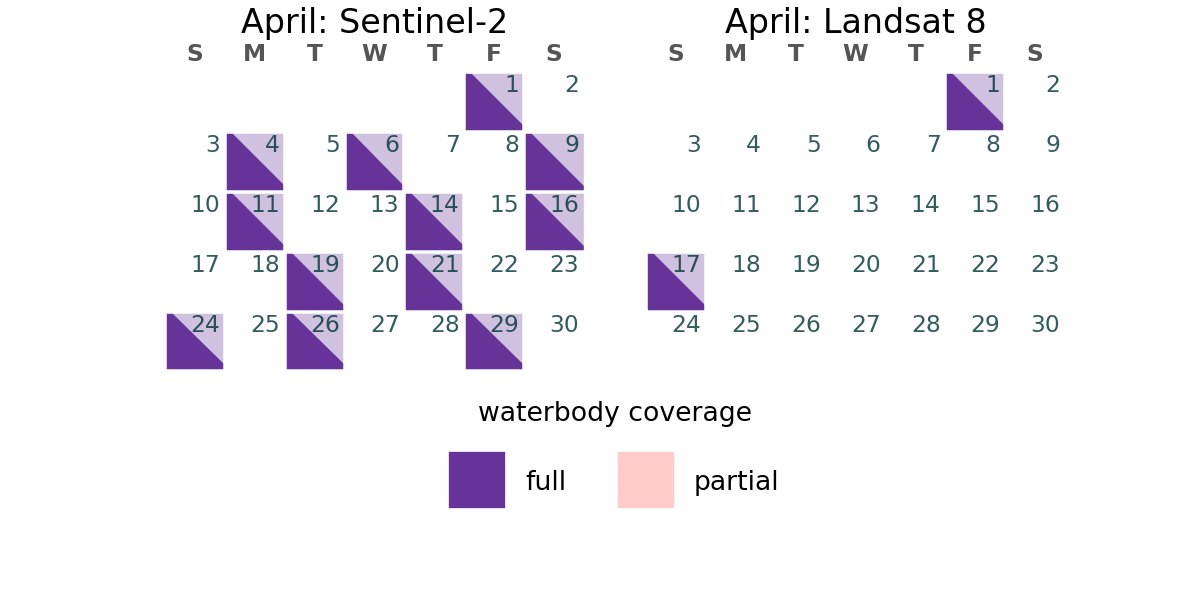 April: Sentinel-2
S M T W T F S
1 2
3 4 5 6 7 8 9
10 11 12 13 14 15 16
17 18 19 20 21 22 23
24 25 26 27 28 29 30
April: Landsat 8
S M T W T F S
1 2
3 4 5 6 7 8 9
10 11 12 13 14 15 16
17 18 19 20 21 22 23
24 25 26 27 28 29 30
waterbody coverage
full partial